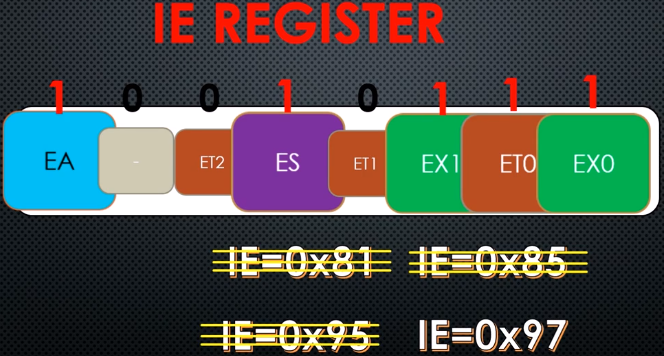 IE REGISTER
1 0 0 1 0 1 1 1
EA - ET2 ES ET1 EX1 ET0 EX0
IE=0x81 IE=0x85
IE=0x95 IE=0x97